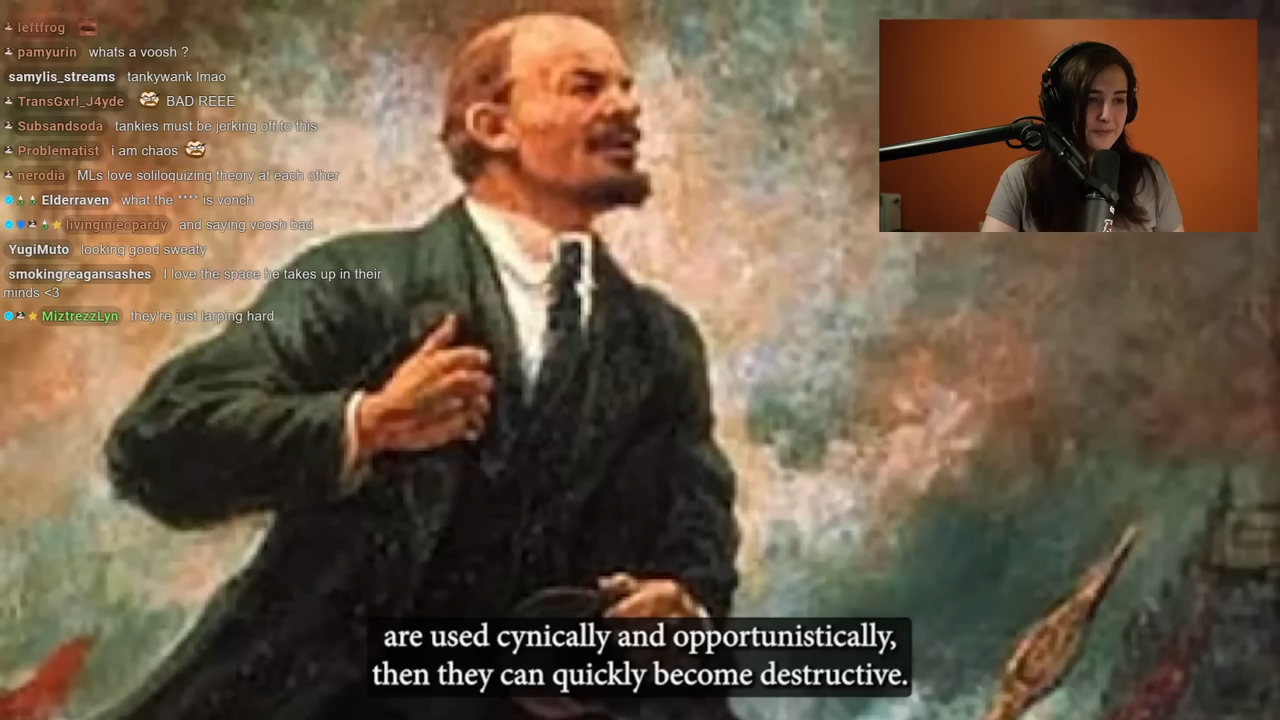 leftfrog
pamyurin whats a voosh ?
samylis_streams tankywank lmao
TransGxrl_J4yde BAD REEE
Subsandsoda tankies must be jerking off to this
Problematist i am chaos
nerodia MLs love soliloquizing theory at each other
Elderraven what the **** is vonch
livinginjeopardy and saying voosh bad
YugiMuto looking good sweaty
smokingreagansashes I love the space he takes up in their
minds <3
MiztrezzLyn they're just larping hard
are used cynically and opportunistically,
then they can quickly become destructive.